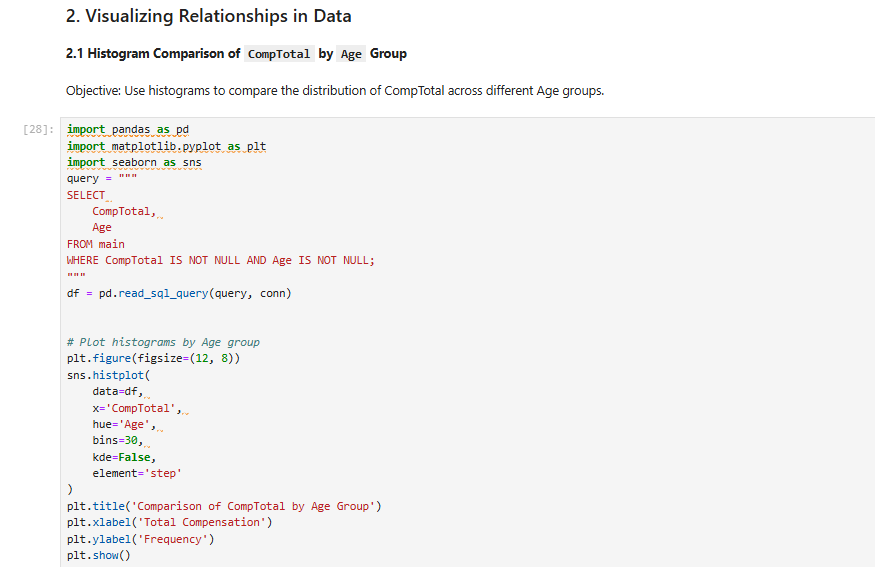 2. Visualizing Relationships in Data
2.1 Histogram Comparison of CompTotal by Age Group
Objective: Use histograms to compare the distribution of CompTotal across different Age groups.
[28]:
import pandas as pd
import matplotlib.pyplot as plt
import seaborn as sns
query = """
SELECT
    CompTotal,
    Age
FROM main
WHERE CompTotal IS NOT NULL AND Age IS NOT NULL;
"""
df = pd.read_sql_query(query, conn)
# Plot histograms by Age group
plt.figure(figsize=(12, 8))
sns.histplot(
    data=df,
    x='CompTotal',
    hue='Age',
    bins=30,
    kde=False,
    element='step'
)
plt.title('Comparison of CompTotal by Age Group')
plt.xlabel('Total Compensation')
plt.ylabel('Frequency')
plt.show()